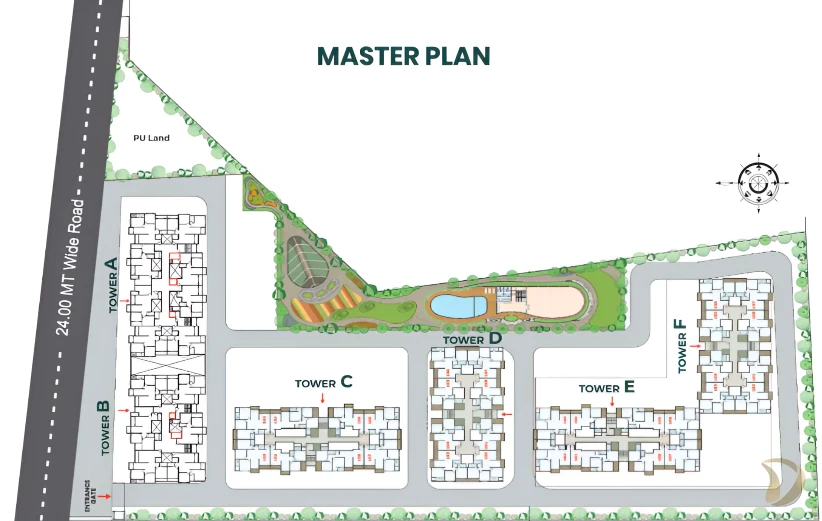 MASTER PLAN
PU Land
24.00 MT Wide Road
TOWER A
TOWER B
TOWER C
TOWER D
TOWER E
TOWER F
ENTRANCE
GATE